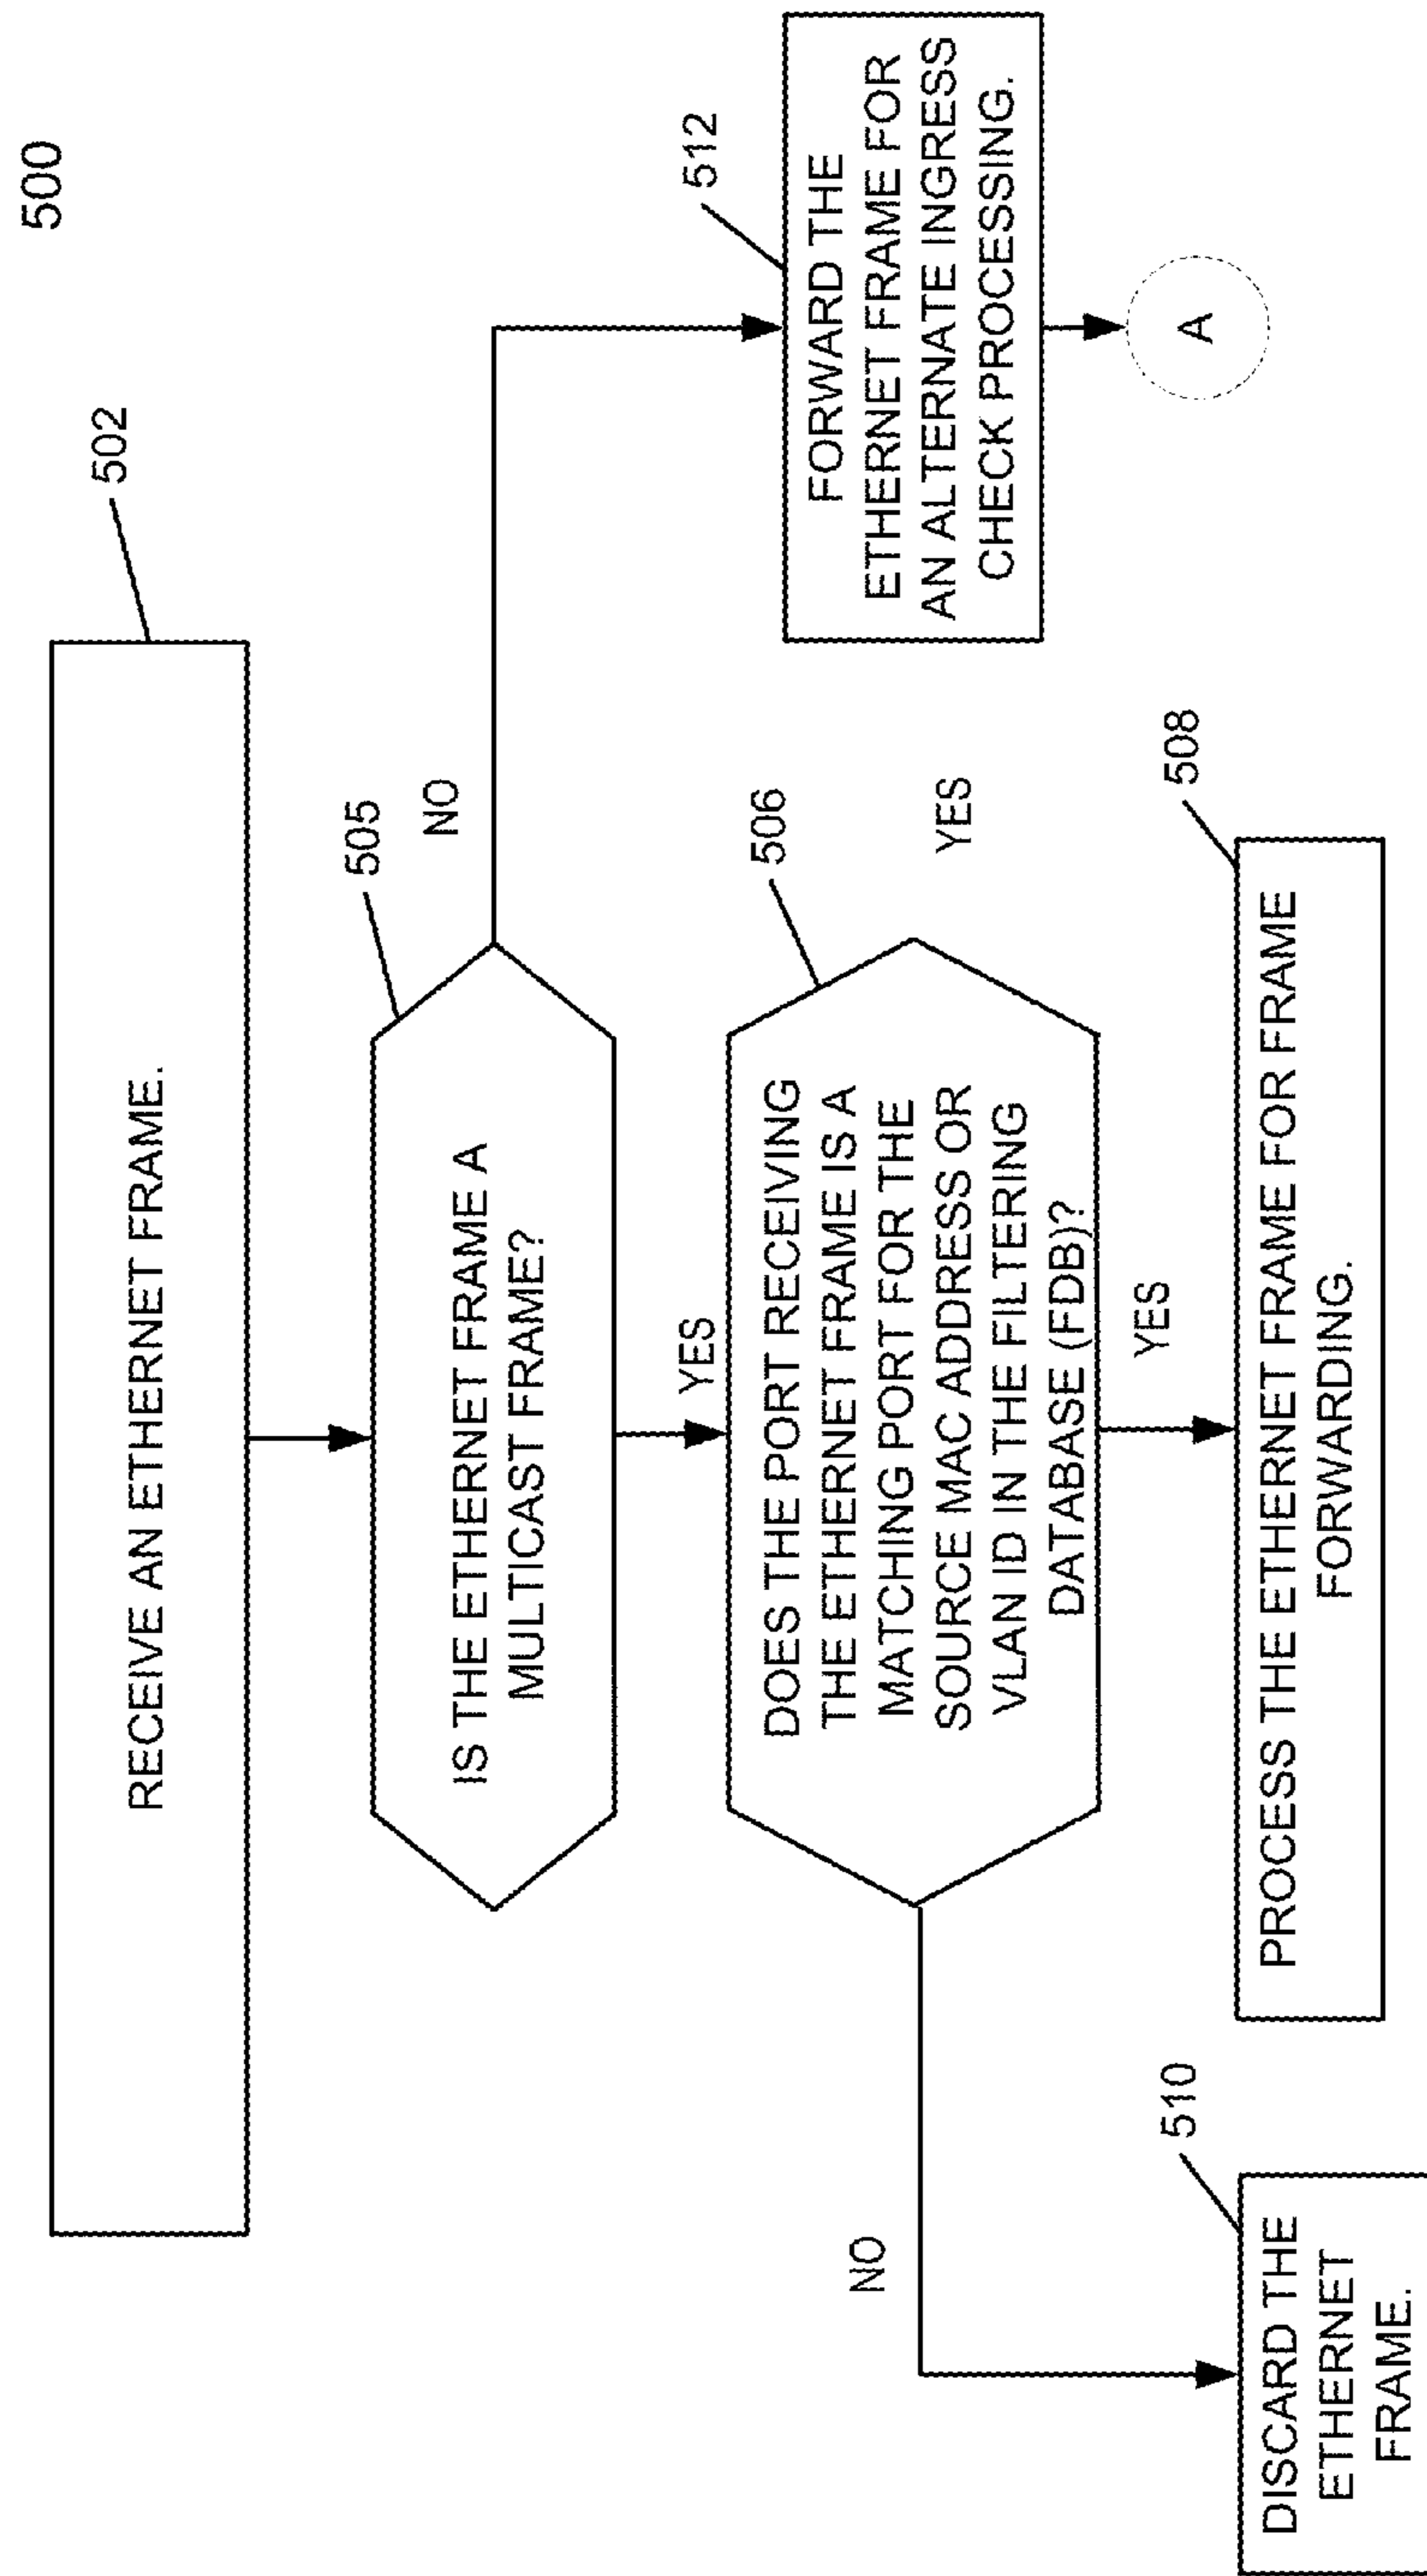 500
RECEIVE AN ETHERNET FRAME.
502
IS THE ETHERNET FRAME A
MULTICAST FRAME?
505
NO
YES
DOES THE PORT RECEIVING
THE ETHERNET FRAME IS A
MATCHING PORT FOR THE
SOURCE MAC ADDRESS OR
VLAN ID IN THE FILTERING
DATABASE (FDB)?
506
YES
FORWARD THE
ETHERNET FRAME FOR
AN ALTERNATE INGRESS
CHECK PROCESSING.
512
A
NO
YES
DISCARD THE
ETHERNET
FRAME.
510
PROCESS THE ETHERNET FRAME FOR FRAME
FORWARDING.
508